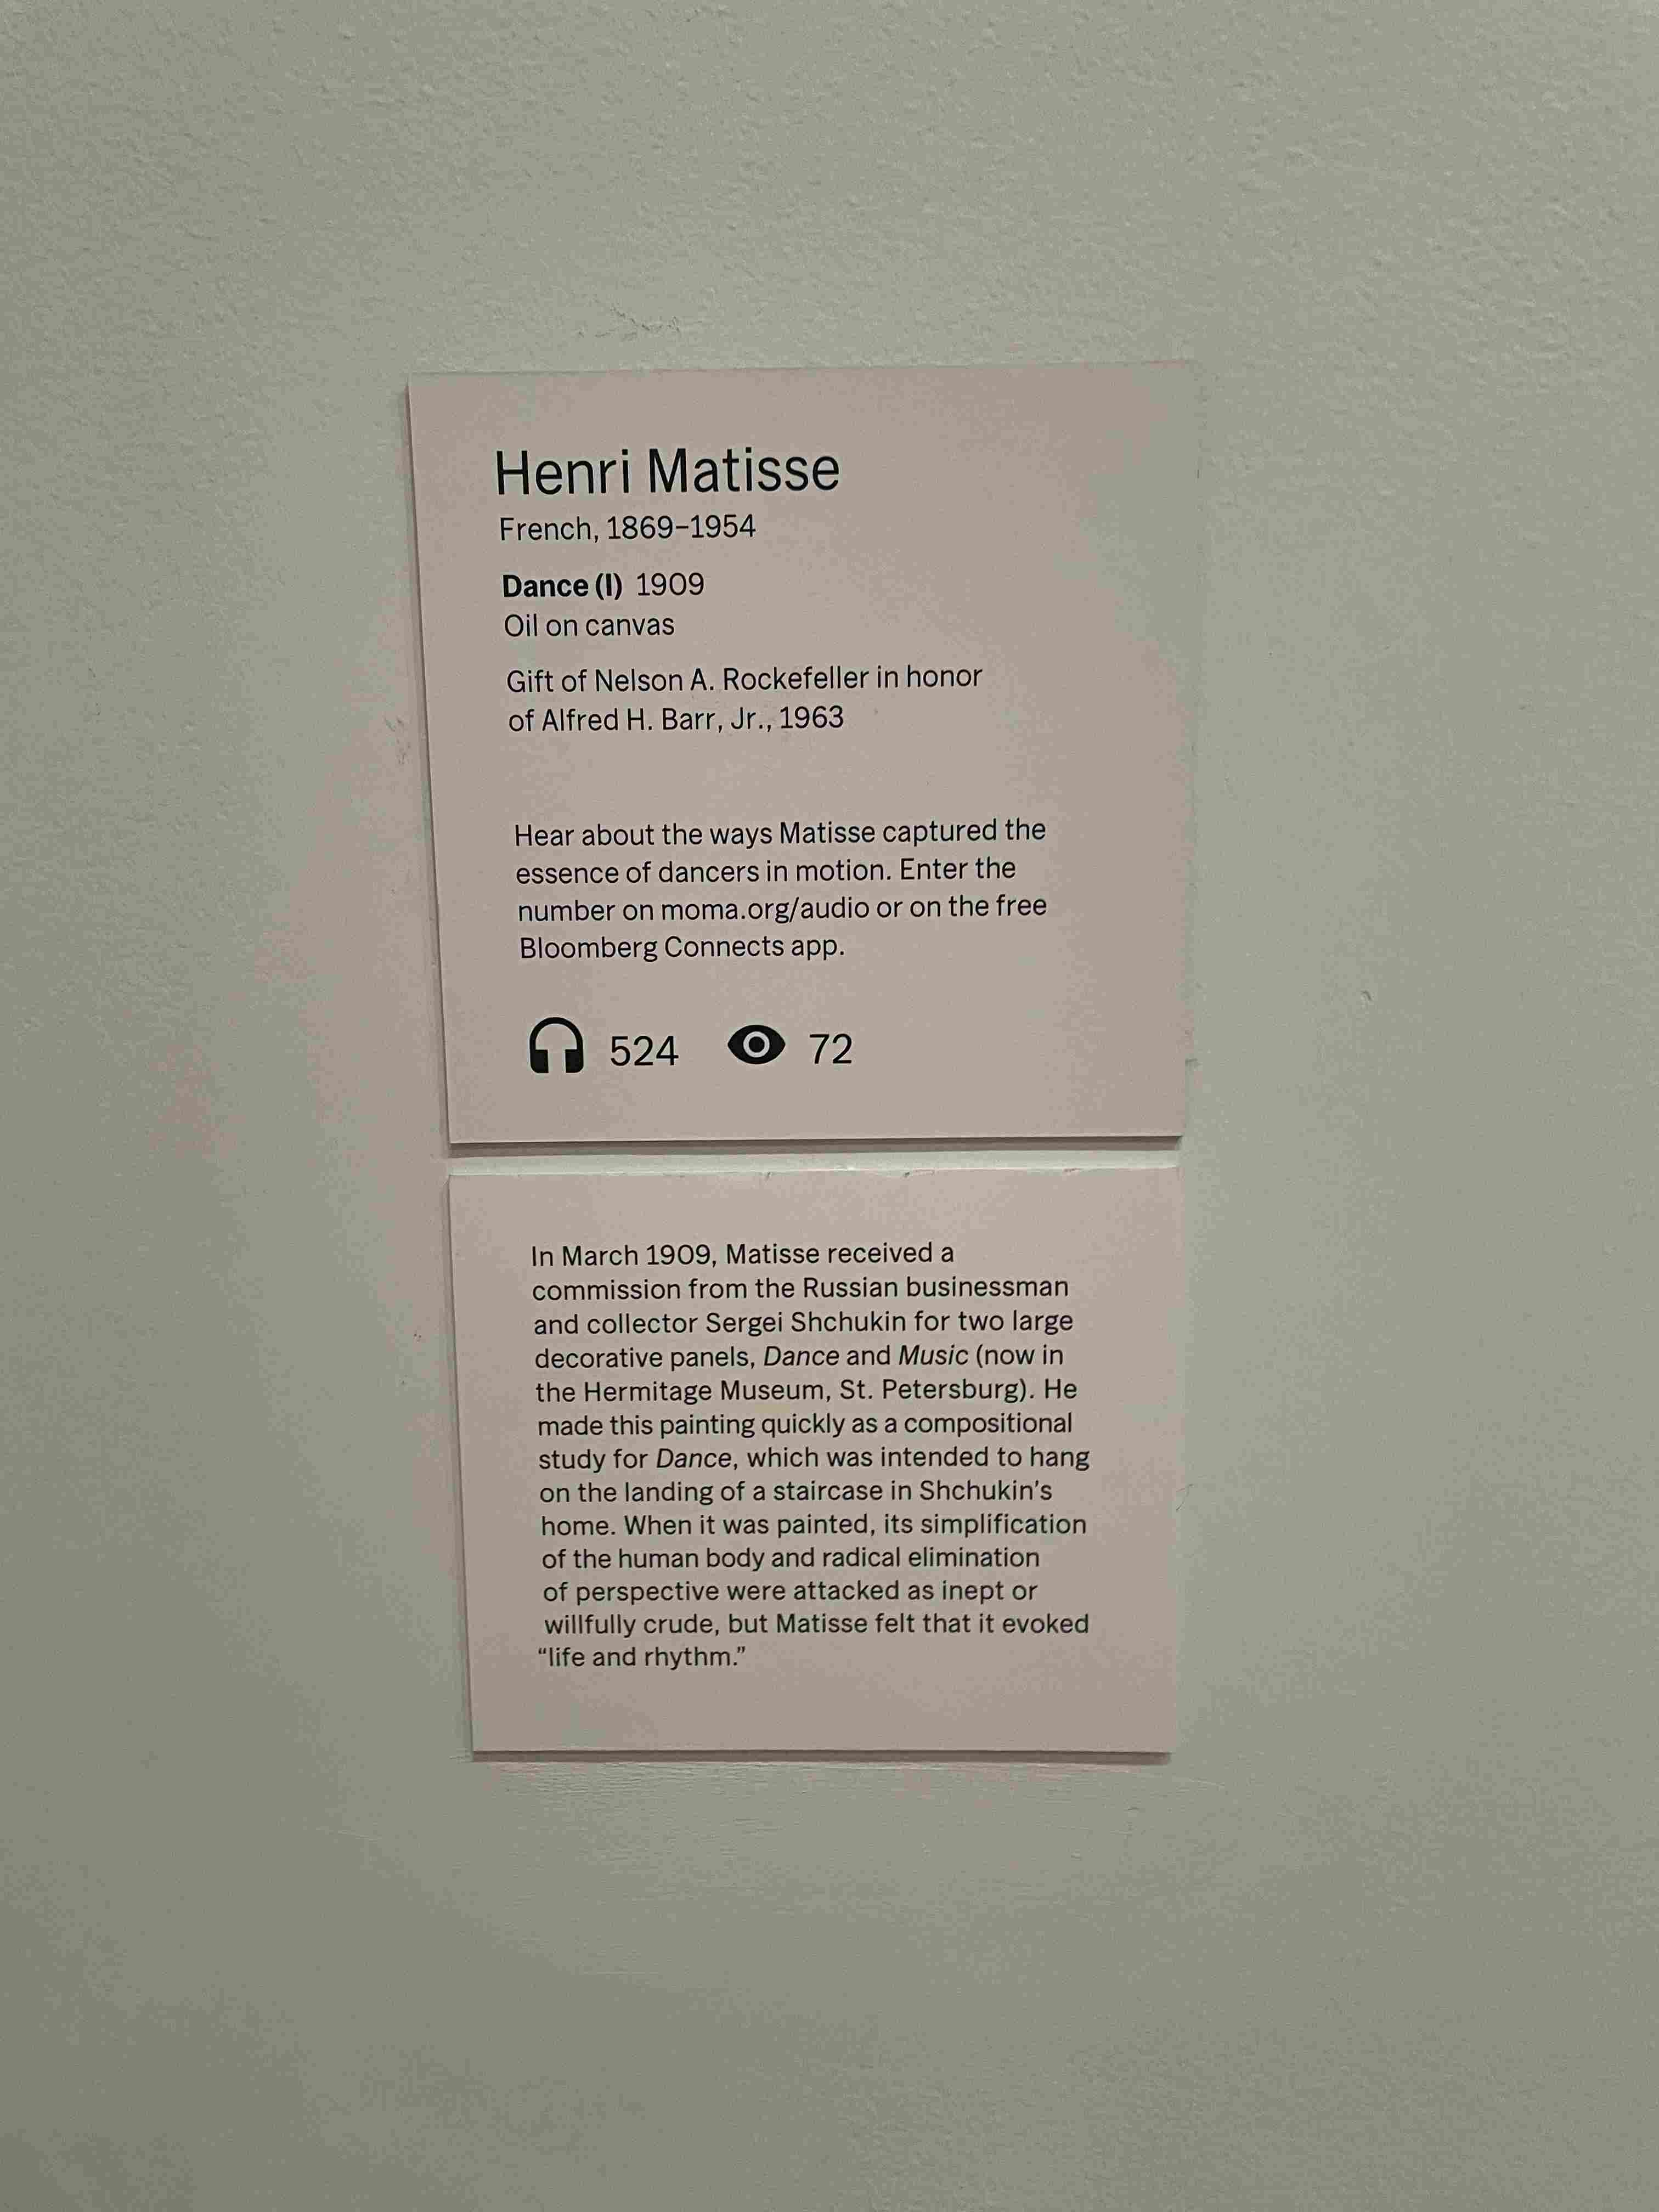 Henri Matisse
French, 1869–1954
Dance (I) 1909
Oil on canvas
Gift of Nelson A. Rockefeller in honor
of Alfred H. Barr, Jr., 1963
Hear about the ways Matisse captured the
essence of dancers in motion. Enter the
number on moma.org/audio or on the free
Bloomberg Connects app.
524 72
In March 1909, Matisse received a
commission from the Russian businessman
and collector Sergei Shchukin for two large
decorative panels, Dance and Music (now in
the Hermitage Museum, St. Petersburg). He
made this painting quickly as a compositional
study for Dance, which was intended to hang
on the landing of a staircase in Shchukin’s
home. When it was painted, its simplification
of the human body and radical elimination
of perspective were attacked as inept or
willfully crude, but Matisse felt that it evoked
“life and rhythm.”